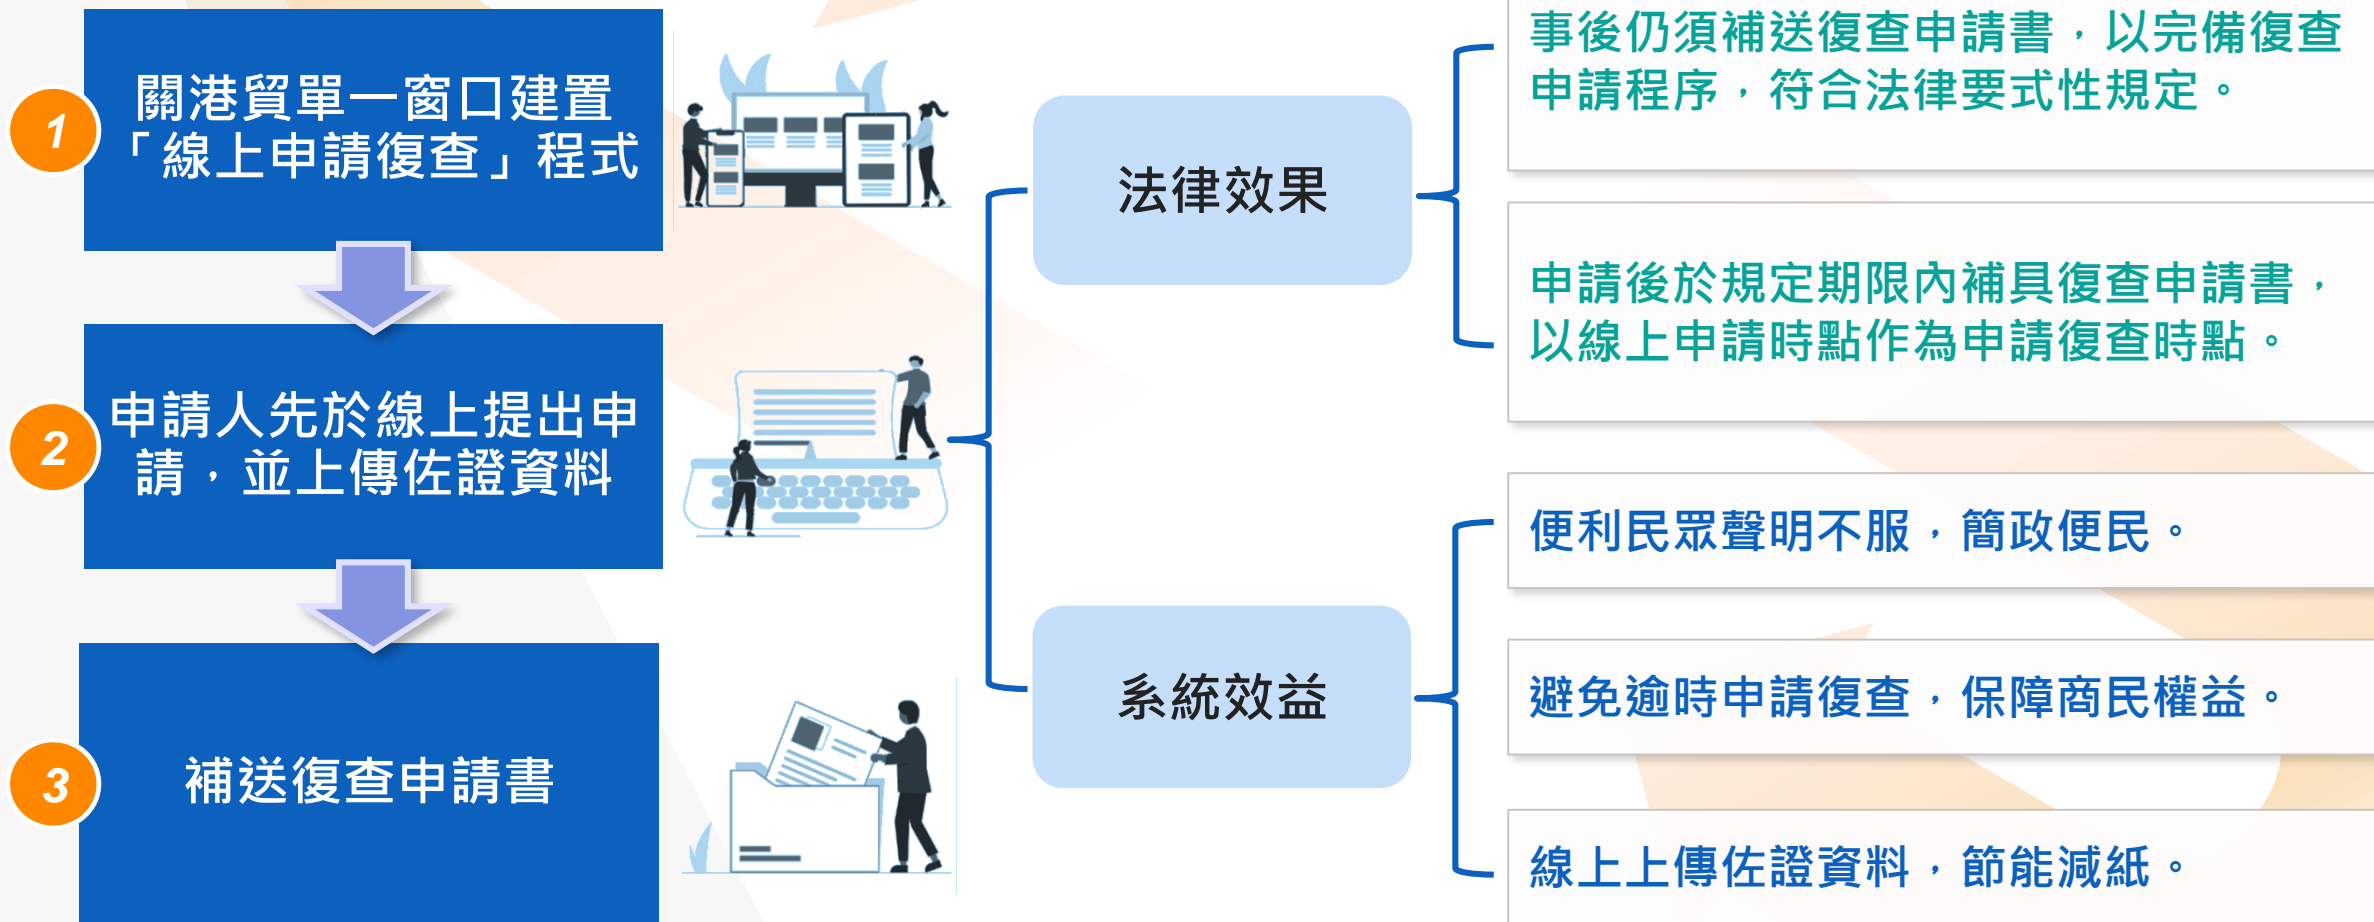 1
關港貿單一窗口建置
「線上申請復查」程式
2
申請人先於線上提出申
請，並上傳佐證資料
3
補送復查申請書
法律效果
事後仍須補送復查申請書，以完備復查
申請程序，符合法律要式性規定。
申請後於規定期限內補具復查申請書，
以線上申請時點作為申請復查時點。
系統效益
便利民眾聲明不服，簡政便民。
避免逾時申請復查，保障商民權益。
線上上傳佐證資料，節能減紙。